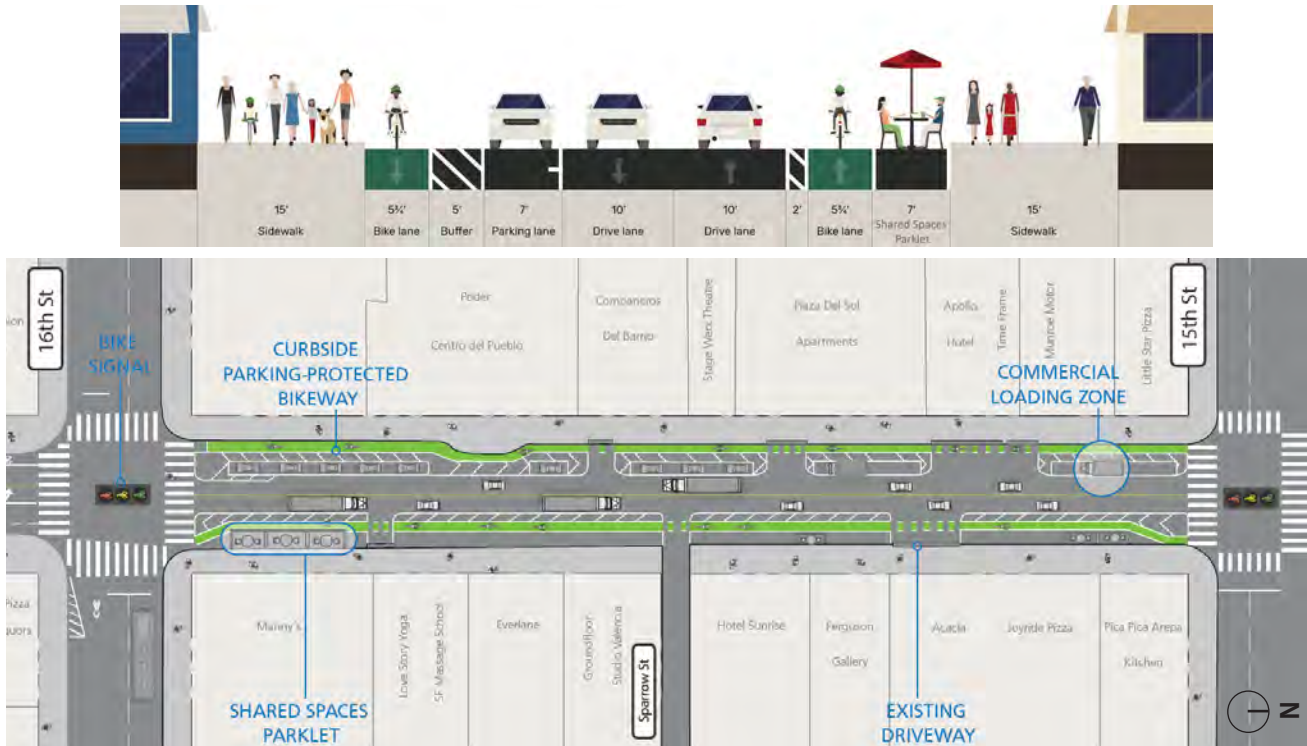 15' 5¾' 5' 7' 10' 10' 2' 5¾' 7' 15'
Sidewalk Bike lane Buffer Parking lane Drive lane Drive lane Bike lane Shared Spaces Sidewalk
Parklet
16th St
15th St
BIKE
SIGNAL
CURBSIDE
PARKING-PROTECTED
BIKEWAY
COMMERCIAL
LOADING ZONE
Centro del Pueblo
Companeros
Del Barrio
Stage Werx Theatre
Plaza Del Sol
Apartments
Apollo
Hotel
Time Frame
Munroe Motor
Little Star Pizza
Pizza
Manny's
Love Story Yoga
SF Massage School
Everlane
Groundfloor
Studio Valencia
Sparrow St
Hotel Sunrise
Ferguson
Gallery
Acacia
Joyride Pizza
Pica Pica Arepa
Kitchen
SHARED SPACES
PARKLET
EXISTING
DRIVEWAY
N